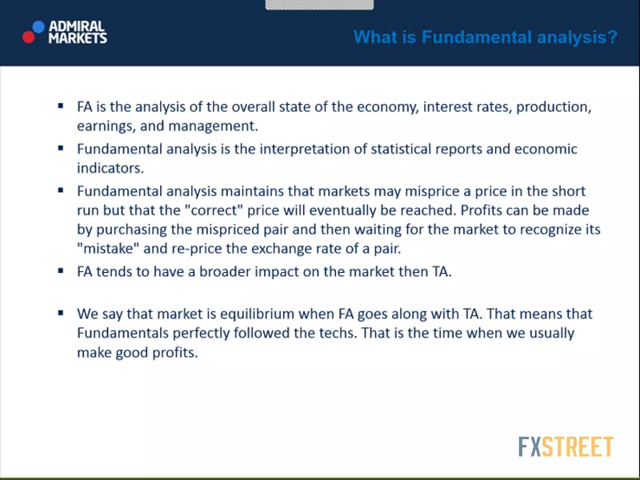 ADMIRAL
MARKETS
What is Fundamental analysis?
▪ FA is the analysis of the overall state of the economy, interest rates, production,
earnings, and management.
▪ Fundamental analysis is the interpretation of statistical reports and economic
indicators.
▪ Fundamental analysis maintains that markets may misprice a price in the short
run but that the "correct" price will eventually be reached. Profits can be made
by purchasing the mispriced pair and then waiting for the market to recognize its
"mistake" and re-price the exchange rate of a pair.
▪ FA tends to have a broader impact on the market then TA.
▪ We say that market is equilibrium when FA goes along with TA. That means that
Fundamentals perfectly followed the techs. That is the time when we usually
make good profits.
FXSTREET